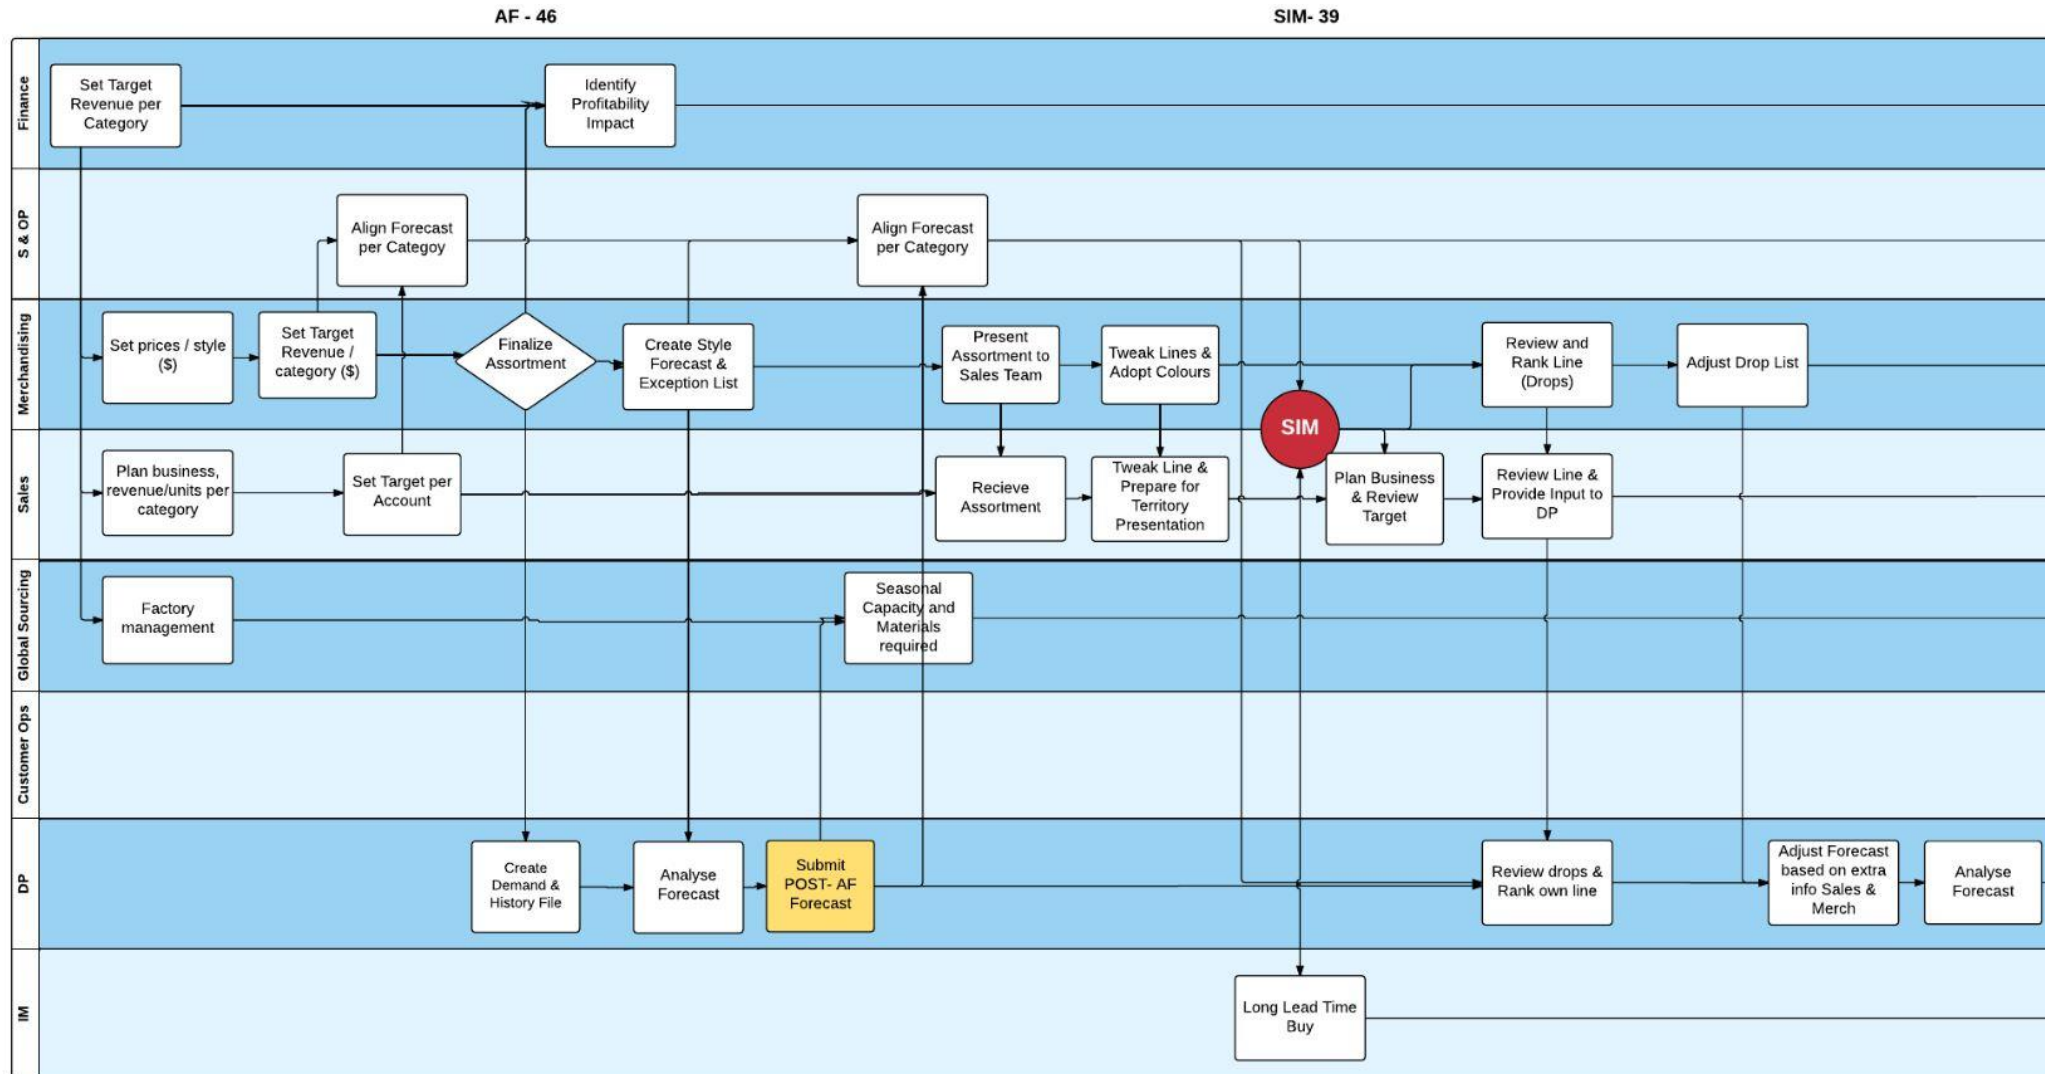 AF - 46
SIM- 39
Finance
Set Target
Revenue per
Category
Identify
Profitability
Impact
S & OP
Align Forecast
per Categoy
Align Forecast
per Category
Merchandising
Set prices / style
($)
Set Target
Revenue /
category ($)
Finalize
Assortment
Create Style
Forecast &
Exception List
Present
Assortment to
Sales Team
Tweak Lines &
Adopt Colours
SIM
Review and
Rank Line
(Drops)
Adjust Drop List
Sales
Plan business,
revenue/units per
category
Set Target per
Account
Recieve
Assortment
Tweak Line &
Prepare for
Territory
Presentation
Plan Business
& Review
Target
Review Line &
Provide Input to
DP
Global Sourcing
Factory
management
Seasonal
Capacity and
Materials
required
Customer Ops
DP
Create
Demand &
History File
Analyse
Forecast
Submit
POST- AF
Forecast
Review drops &
Rank own line
Adjust Forecast
based on extra
info Sales &
Merch
Analyse
Forecast
IM
Long Lead Time
Buy